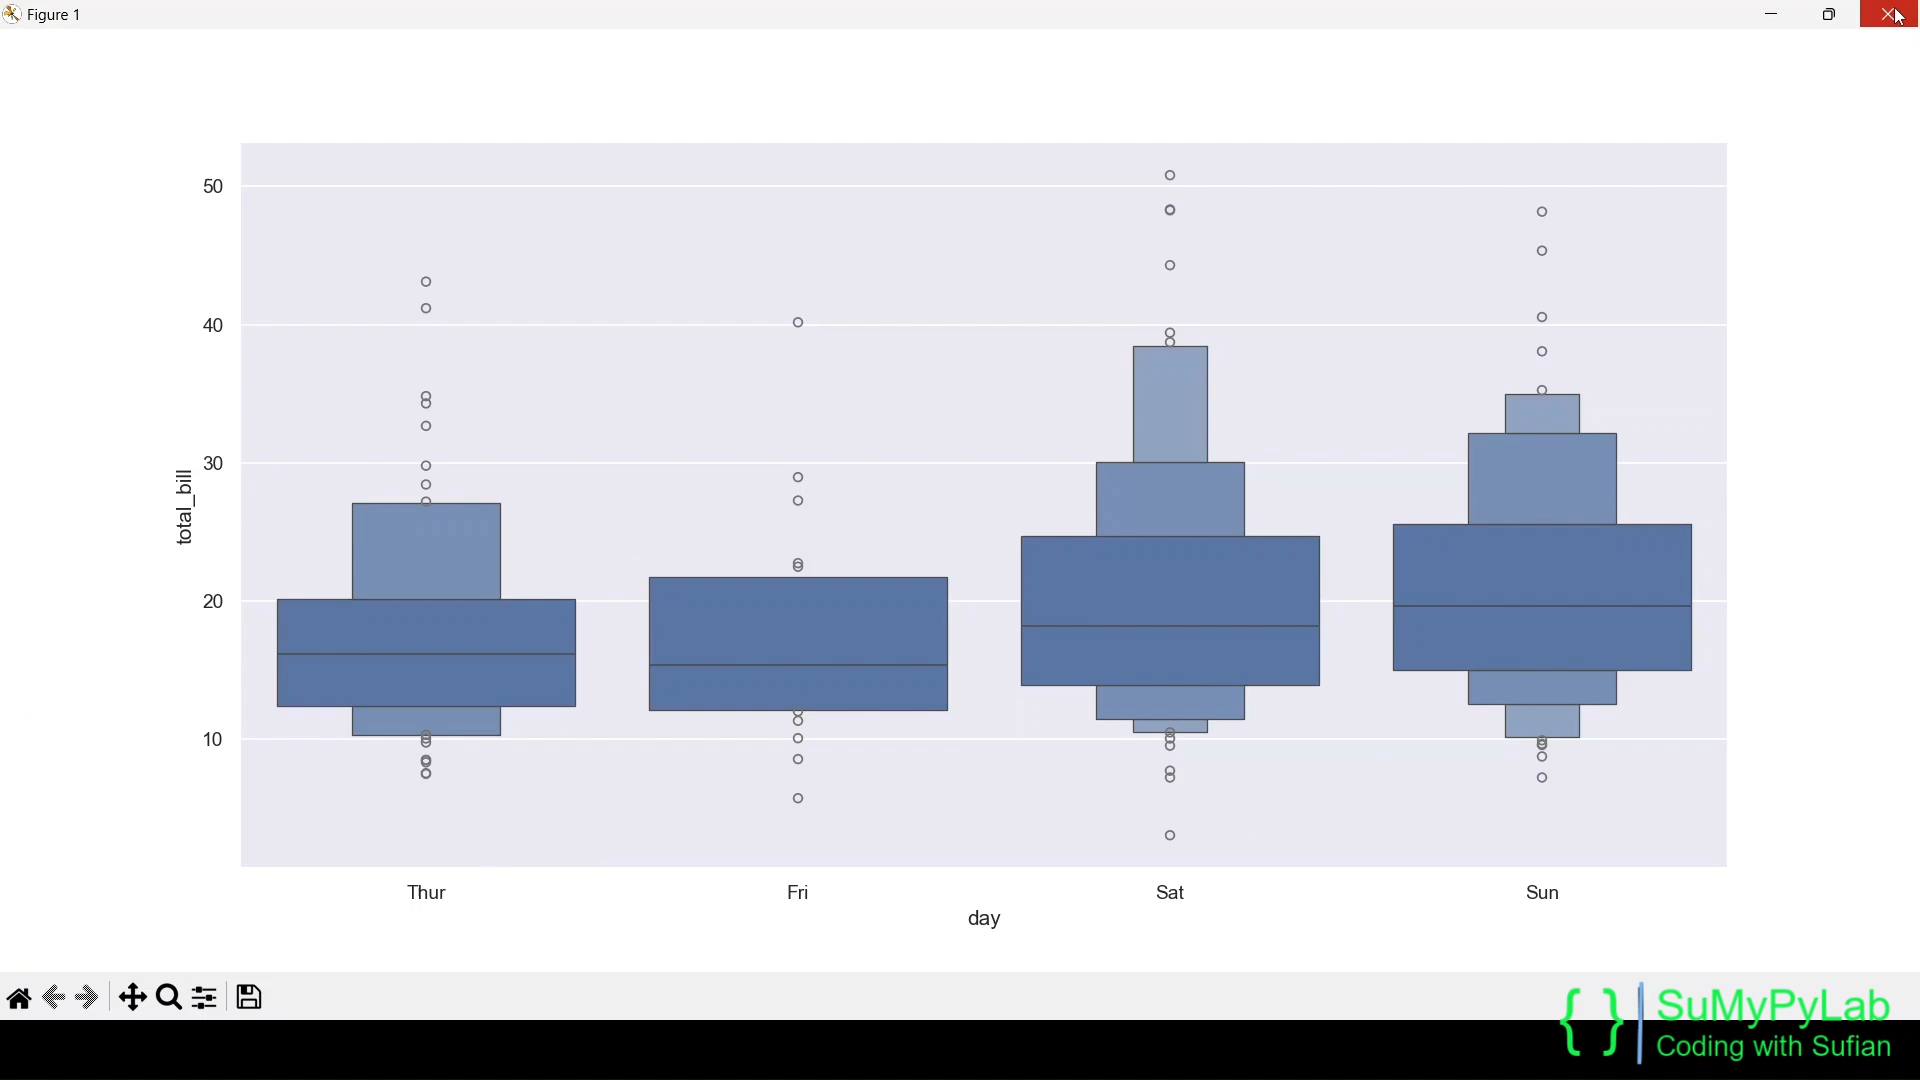 Figure 1
50
40
30
20
10
total_bill
Thur Fri Sat Sun
day
{ } SuMyPyLab
Coding with Sufian